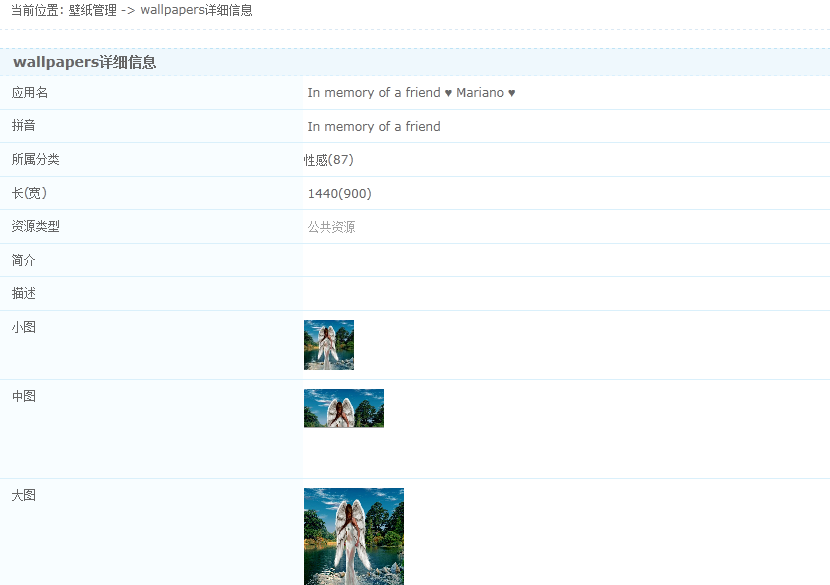 当前位置: 壁纸管理 -> wallpapers详细信息
wallpapers详细信息
应用名 In memory of a friend ♥ Mariano ♥
拼音 In memory of a friend
所属分类 性感(87)
长(宽) 1440(900)
资源类型 公共资源
简介
描述
小图
中图
大图